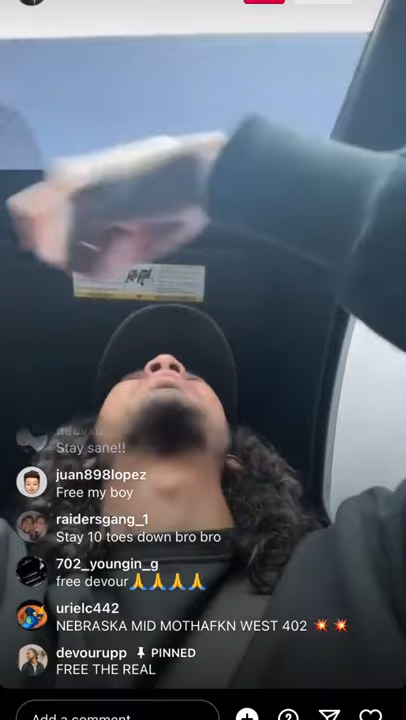 Stay sane!!
juan898lopez
Free my boy
raidersgang_1
Stay 10 toes down bro bro
702_youngin_g
free devour🙏🙏🙏🙏
urielc442
NEBRASKA MID MOTHAFKN WEST 402 💥 💥
devourupp 📌 PINNED
FREE THE REAL
Add a comment...